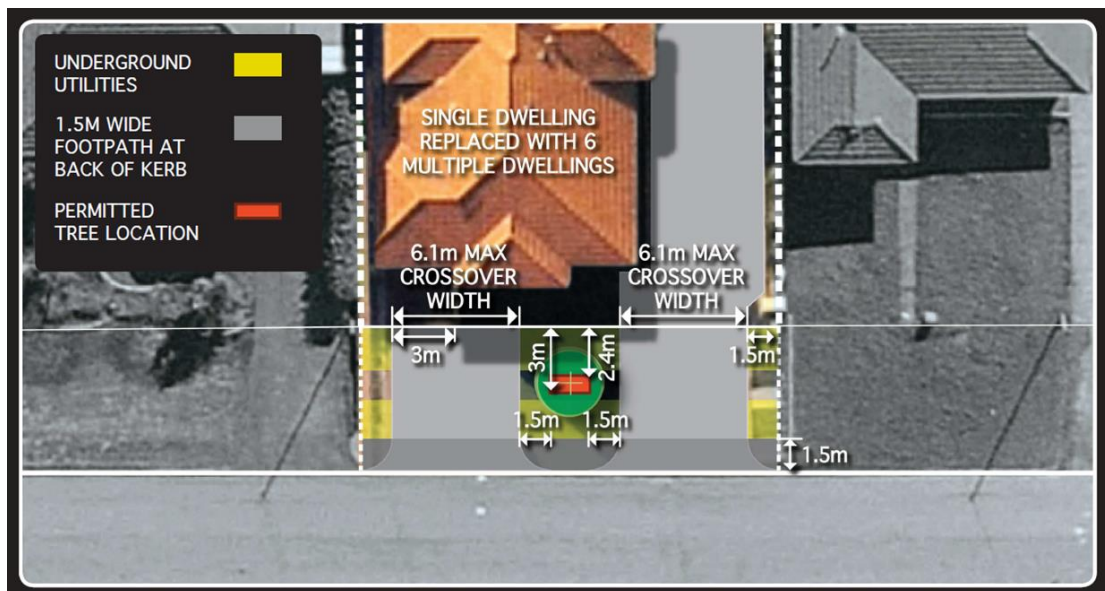 UNDERGROUND
UTILITIES
1.5M WIDE
FOOTPATH AT
BACK OF KERB
PERMITTED
TREE LOCATION
SINGLE DWELLING
REPLACED WITH 6
MULTIPLE DWELLINGS
6.1m MAX
CROSSOVER
WIDTH
6.1m MAX
CROSSOVER
WIDTH
3m
3m
2.4m
1.5m
1.5m
1.5m
1.5m